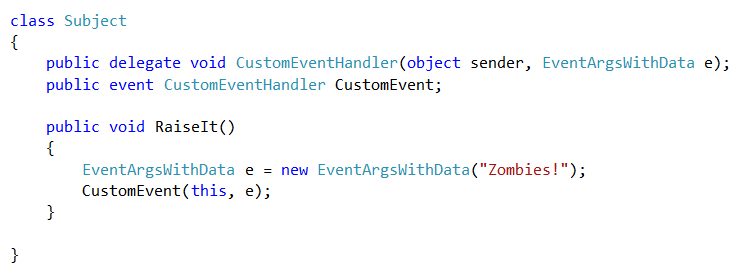 class Subject
{
    public delegate void CustomEventHandler(object sender, EventArgsWithData e);
    public event CustomEventHandler CustomEvent;

    public void RaiseIt()
    {
        EventArgsWithData e = new EventArgsWithData("Zombies!");
        CustomEvent(this, e);
    }

}